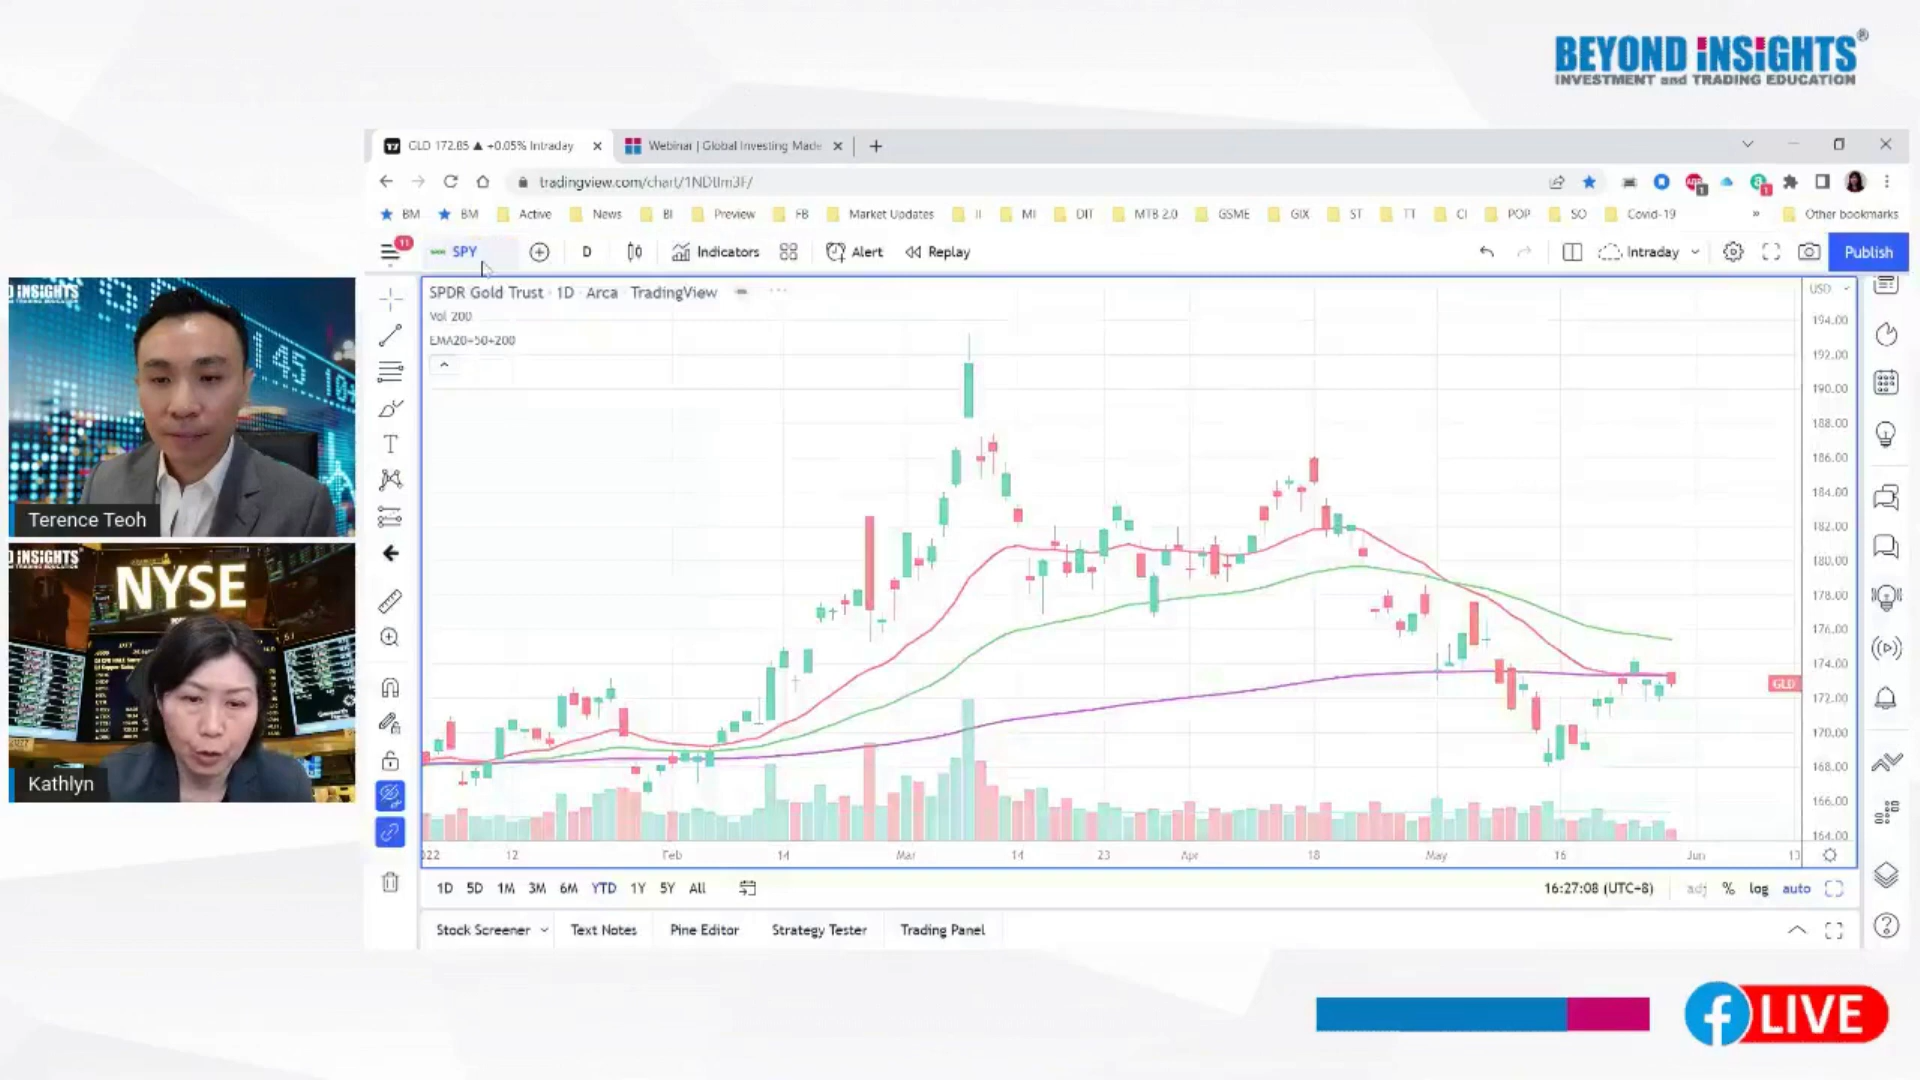 BEYOND iNSiGHTS®
INVESTMENT and TRADING EDUCATION
GLD 172.85 ▲ +0.05% Intraday
Webinar | Global Investing Made
tradingview.com/chart/1NDtlm3F/
BM BM Active News BI Preview FB Market Updates II MI DIT MTB 2.0 GSME GIX ST TT CI POP SO Covid-19 » Other bookmarks
11 SPY D Indicators Alert Replay Intraday Publish
SPDR Gold Trust · 1D · Arca · TradingView
USD
Vol 200
EMA20+50+200
194.00
192.00
190.00
188.00
186.00
184.00
182.00
180.00
178.00
176.00
174.00
GLD
172.00
170.00
168.00
166.00
164.00
022 12 Feb 14 Mar 14 23 Apr 18 May 16 Jun 13
1D 5D 1M 3M 6M YTD 1Y 5Y All 16:27:08 (UTC+8) adj % log auto
Stock Screener Text Notes Pine Editor Strategy Tester Trading Panel
D iNSiGHTS
1.45
Terence Teoh
D iNSiGHTS
NYSE
Kathlyn
f LIVE